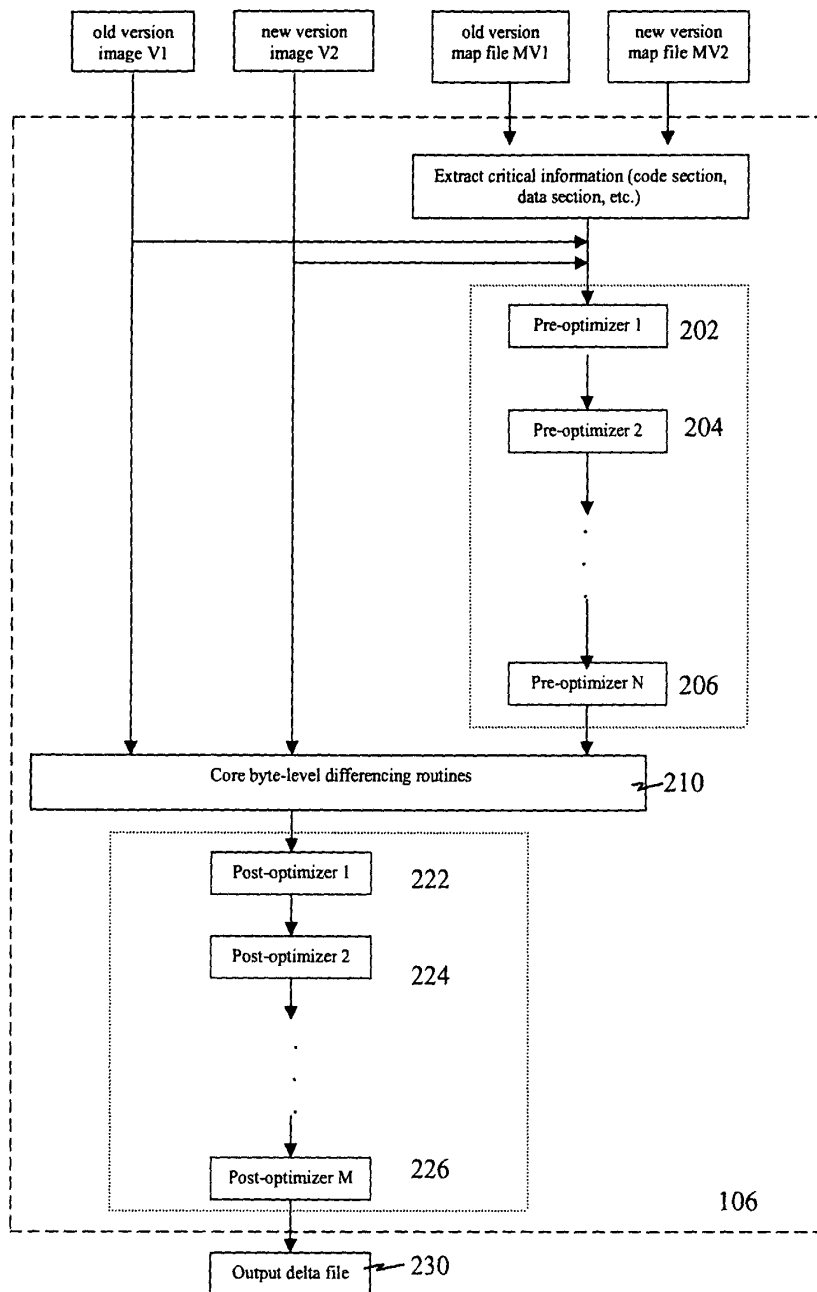 old version
image V1
new version
image V2
old version
map file MV1
new version
map file MV2
Extract critical information (code section,
data section, etc.)
Pre-optimizer 1
202
Pre-optimizer 2
204
Pre-optimizer N
206
Core byte-level differencing routines
210
Post-optimizer 1
222
Post-optimizer 2
224
Post-optimizer M
226
106
Output delta file
230